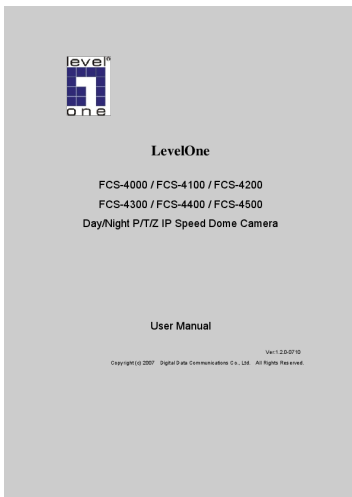 level®
one
LevelOne
FCS-4000 / FCS-4100 / FCS-4200
FCS-4300 / FCS-4400 / FCS-4500
Day/Night P/T/Z IP Speed Dome Camera
User Manual
Ver:1.2.0-0710
Copyright (c) 2007 Digital Data Communications Co., Ltd. All Rights Reserved.